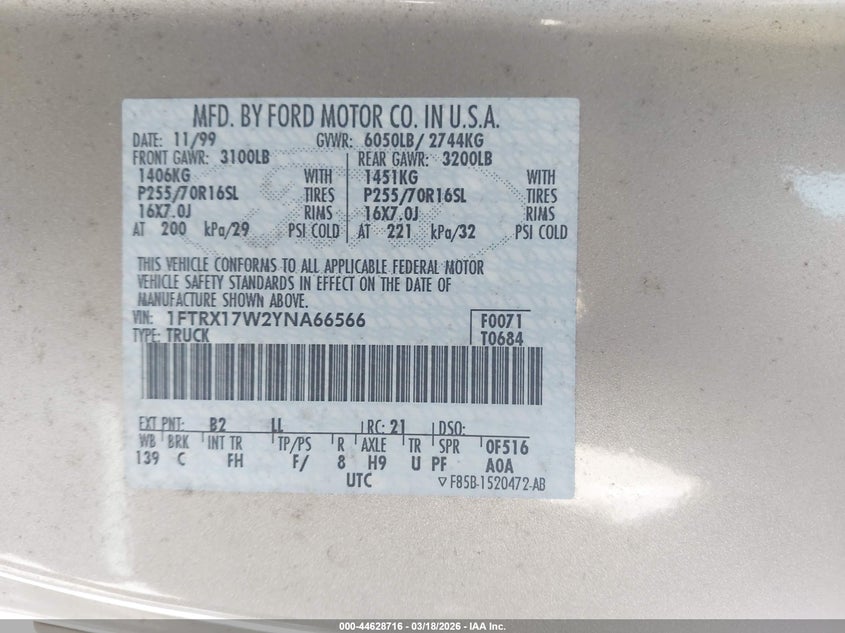 MFD. BY FORD MOTOR CO. IN U.S.A.
DATE: 11/99 GVWR: 6050LB/ 2744KG
FRONT GAWR: 3100LB REAR GAWR: 3200LB
1406KG WITH 1451KG WITH
P255/70R16SL TIRES P255/70R16SL TIRES
16X7.0J RIMS 16X7.0J RIMS
AT 200 kPa/29 PSI COLD AT 221 kPa/32 PSI COLD
THIS VEHICLE CONFORMS TO ALL APPLICABLE FEDERAL MOTOR
VEHICLE SAFETY STANDARDS IN EFFECT ON THE DATE OF
MANUFACTURE SHOWN ABOVE.
VIN: 1FTRX17W2YNA66566 F0071
TYPE: TRUCK T0684
EXT PNT: B2 LL RC: 21 DSO:
WB BRK INT TR TP/PS R AXLE TR SPR 0F516
139 C FH F/ 8 H9 U PF A0A
UTC ▽ F85B-1520472-AB
000-44628716 — 03/18/2026 — IAA Inc.